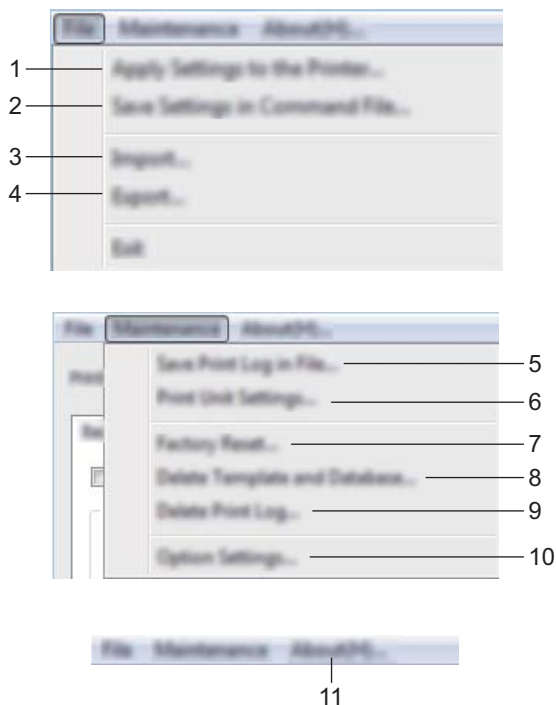 File Maintenance About(H)...
1 Apply Settings to the Printer...
2 Save Settings in Command File...
3 Import...
4 Export...
Exit
File Maintenance About(H)...
Save Print Log in File... 5
Print Unit Settings... 6
Factory Reset... 7
Delete Template and Database... 8
Delete Print Log... 9
Option Settings... 10
File Maintenance About(H)...
11